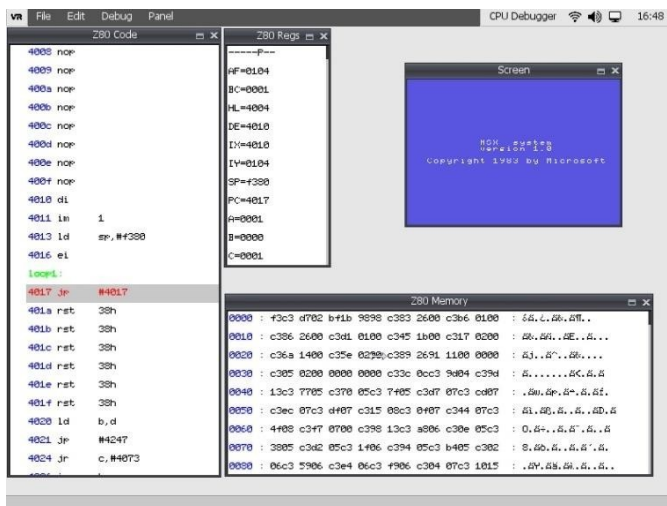 VR File Edit Debug Panel CPU Debugger 16:48
Z80 Code
4008 nop
4009 nop
400a nop
400b nop
400c nop
400d nop
400e nop
400f nop
4010 di
4011 im 1
4013 ld sp,#f380
4016 ei
loop1:
4017 jp #4017
401a rst 38h
401b rst 38h
401c rst 38h
401d rst 38h
401e rst 38h
401f rst 38h
4020 ld b,d
4021 jp #4247
4024 jr c,#4073
Z80 Regs
-----P--
AF=0104
BC=0001
HL=4004
DE=4010
IX=4010
IY=0104
SP=f380
PC=4017
A=0001
B=0000
C=0001
Screen
MSX system
version 1.0
Copyright 1983 by Microsoft
Z80 Memory
0000 : f3c3 d702 bf1b 9898 c383 2600 c3b6 0100
0010 : c386 2600 c3d1 0100 c345 1b00 c317 0200
0020 : c36a 1400 c35e c389 2691 1100 0000
0030 : c305 0200 0000 0000 c33c 0cc3 9d04 c39d
0040 : 13c3 7705 c370 05c3 7f05 c3d7 07c3 cd07
0050 : c3ec 07c3 df07 c315 08c3 0f07 c344 07c3
0060 : 4f08 c3f7 0700 c398 13c3 a806 c30e 05c3
0070 : 3805 c3d2 05c3 1f06 c394 05c3 b405 c302
0080 : 06c3 5906 c3e4 06c3 f906 c304 07c3 1015